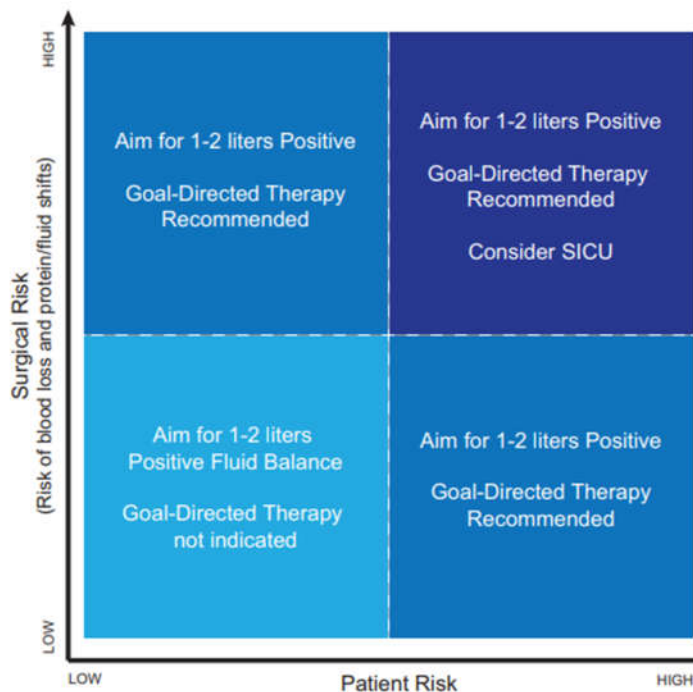 HIGH
Aim for 1-2 liters Positive
Goal-Directed Therapy
Recommended
Aim for 1-2 liters Positive
Goal-Directed Therapy
Recommended
Consider SICU
Surgical Risk
(Risk of blood loss and protein/fluid shifts)
Aim for 1-2 liters
Positive Fluid Balance
Goal-Directed Therapy
not indicated
Aim for 1-2 liters Positive
Goal-Directed Therapy
Recommended
LOW
LOW
Patient Risk
HIGH